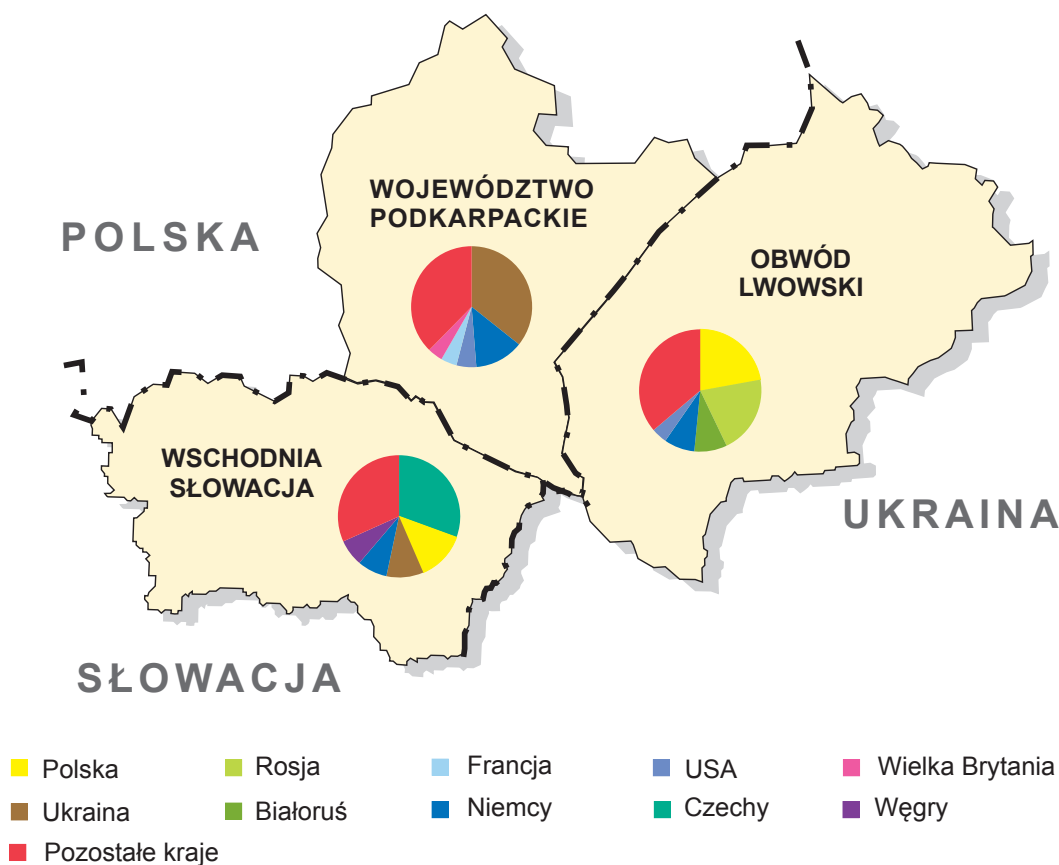 WOJEWÓDZTWO
PODKARPACKIE
POLSKA
OBWÓD
LWOWSKI
WSCHODNIA
SŁOWACJA
UKRAINA
SŁOWACJA
Polska
Rosja
Francja
USA
Wielka Brytania
Ukraina
Białoruś
Niemcy
Czechy
Węgry
Pozostałe kraje